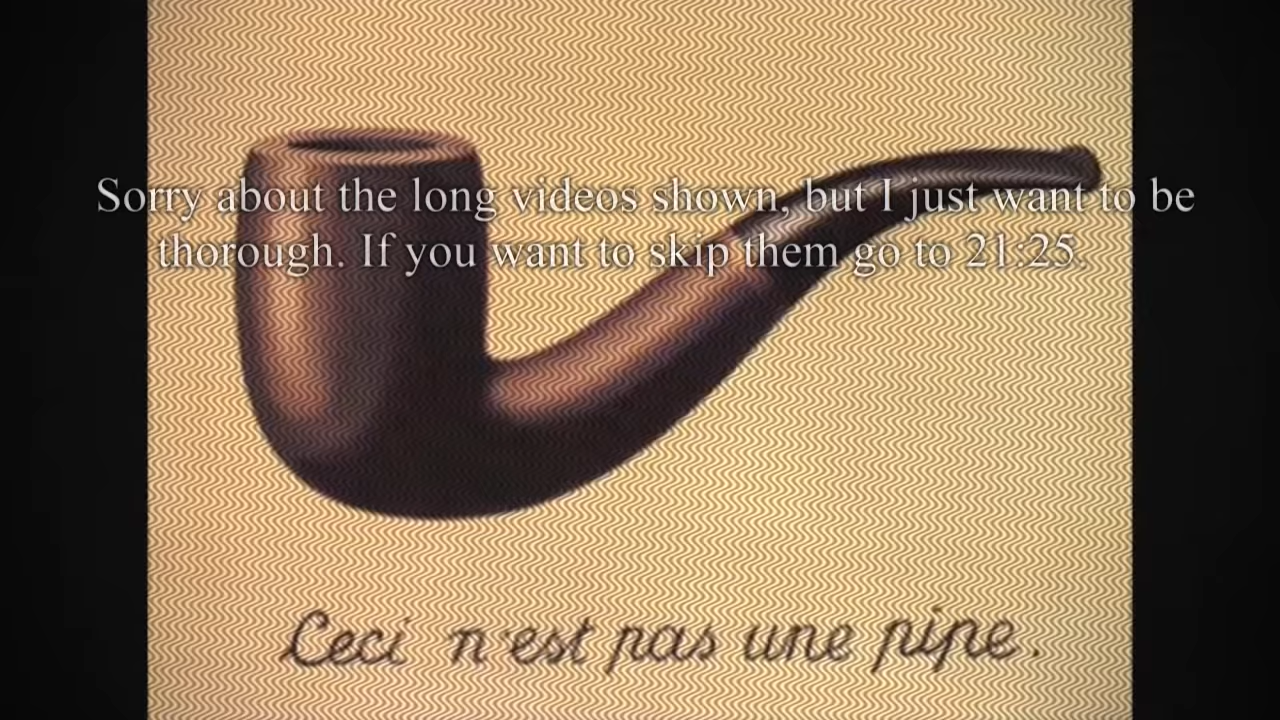 Sorry about the long videos shown, but I just want to be
thorough. If you want to skip them go to 21:25.
Ceci n'est pas une pipe.